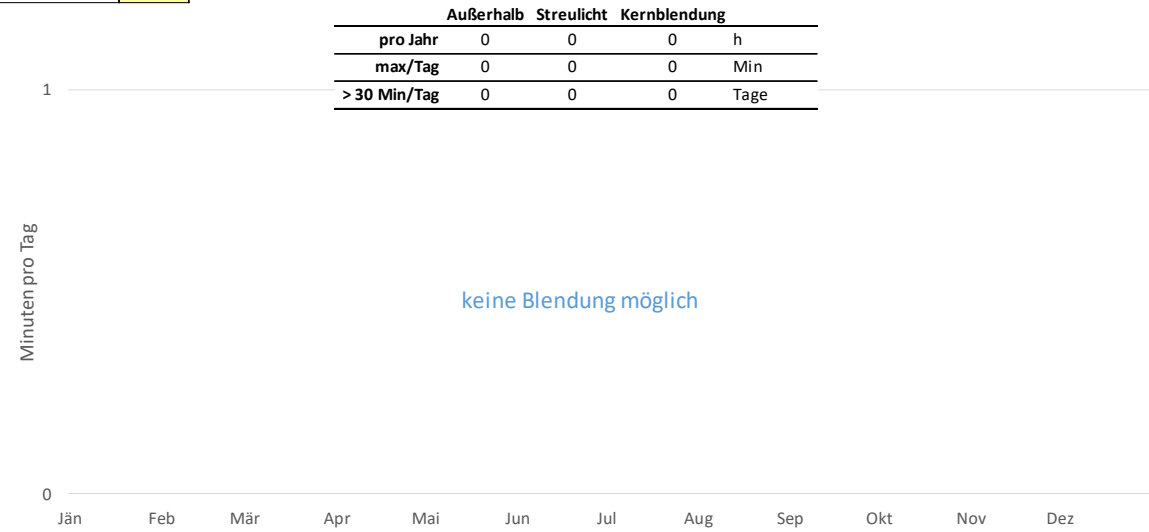 Außerhalb Streulicht Kernblendung
pro Jahr 0 0 0 h
max/Tag 0 0 0 Min
> 30 Min/Tag 0 0 0 Tage
1
Minuten pro Tag
keine Blendung möglich
0
Jän Feb Mär Apr Mai Jun Jul Aug Sep Okt Nov Dez